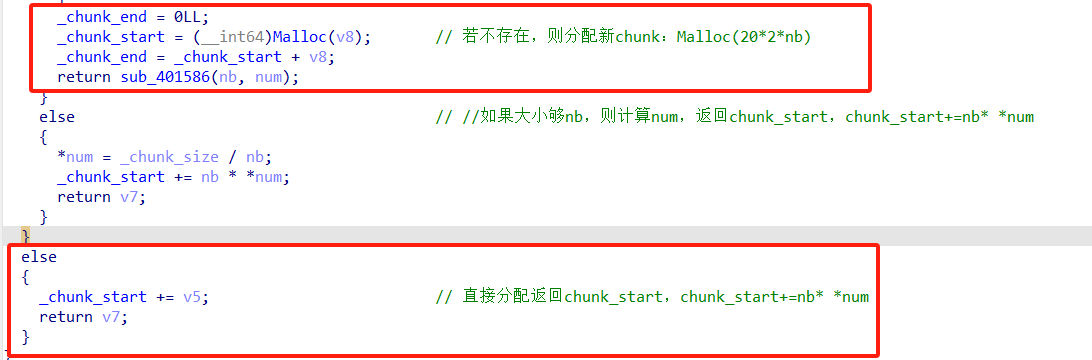 _chunk_end = 0LL;
_chunk_start = (__int64)Malloc(v8); // 若不存在，则分配新chunk：Malloc(20*2*nb)
_chunk_end = _chunk_start + v8;
return sub_401586(nb, num);
}
else // //如果大小够nb，则计算num，返回chunk_start，chunk_start+=nb* *num
{
*num = _chunk_size / nb;
_chunk_start += nb * *num;
return v7;
}
}
else
{
_chunk_start += v5; // 直接分配返回chunk_start，chunk_start+=nb* *num
return v7;
}